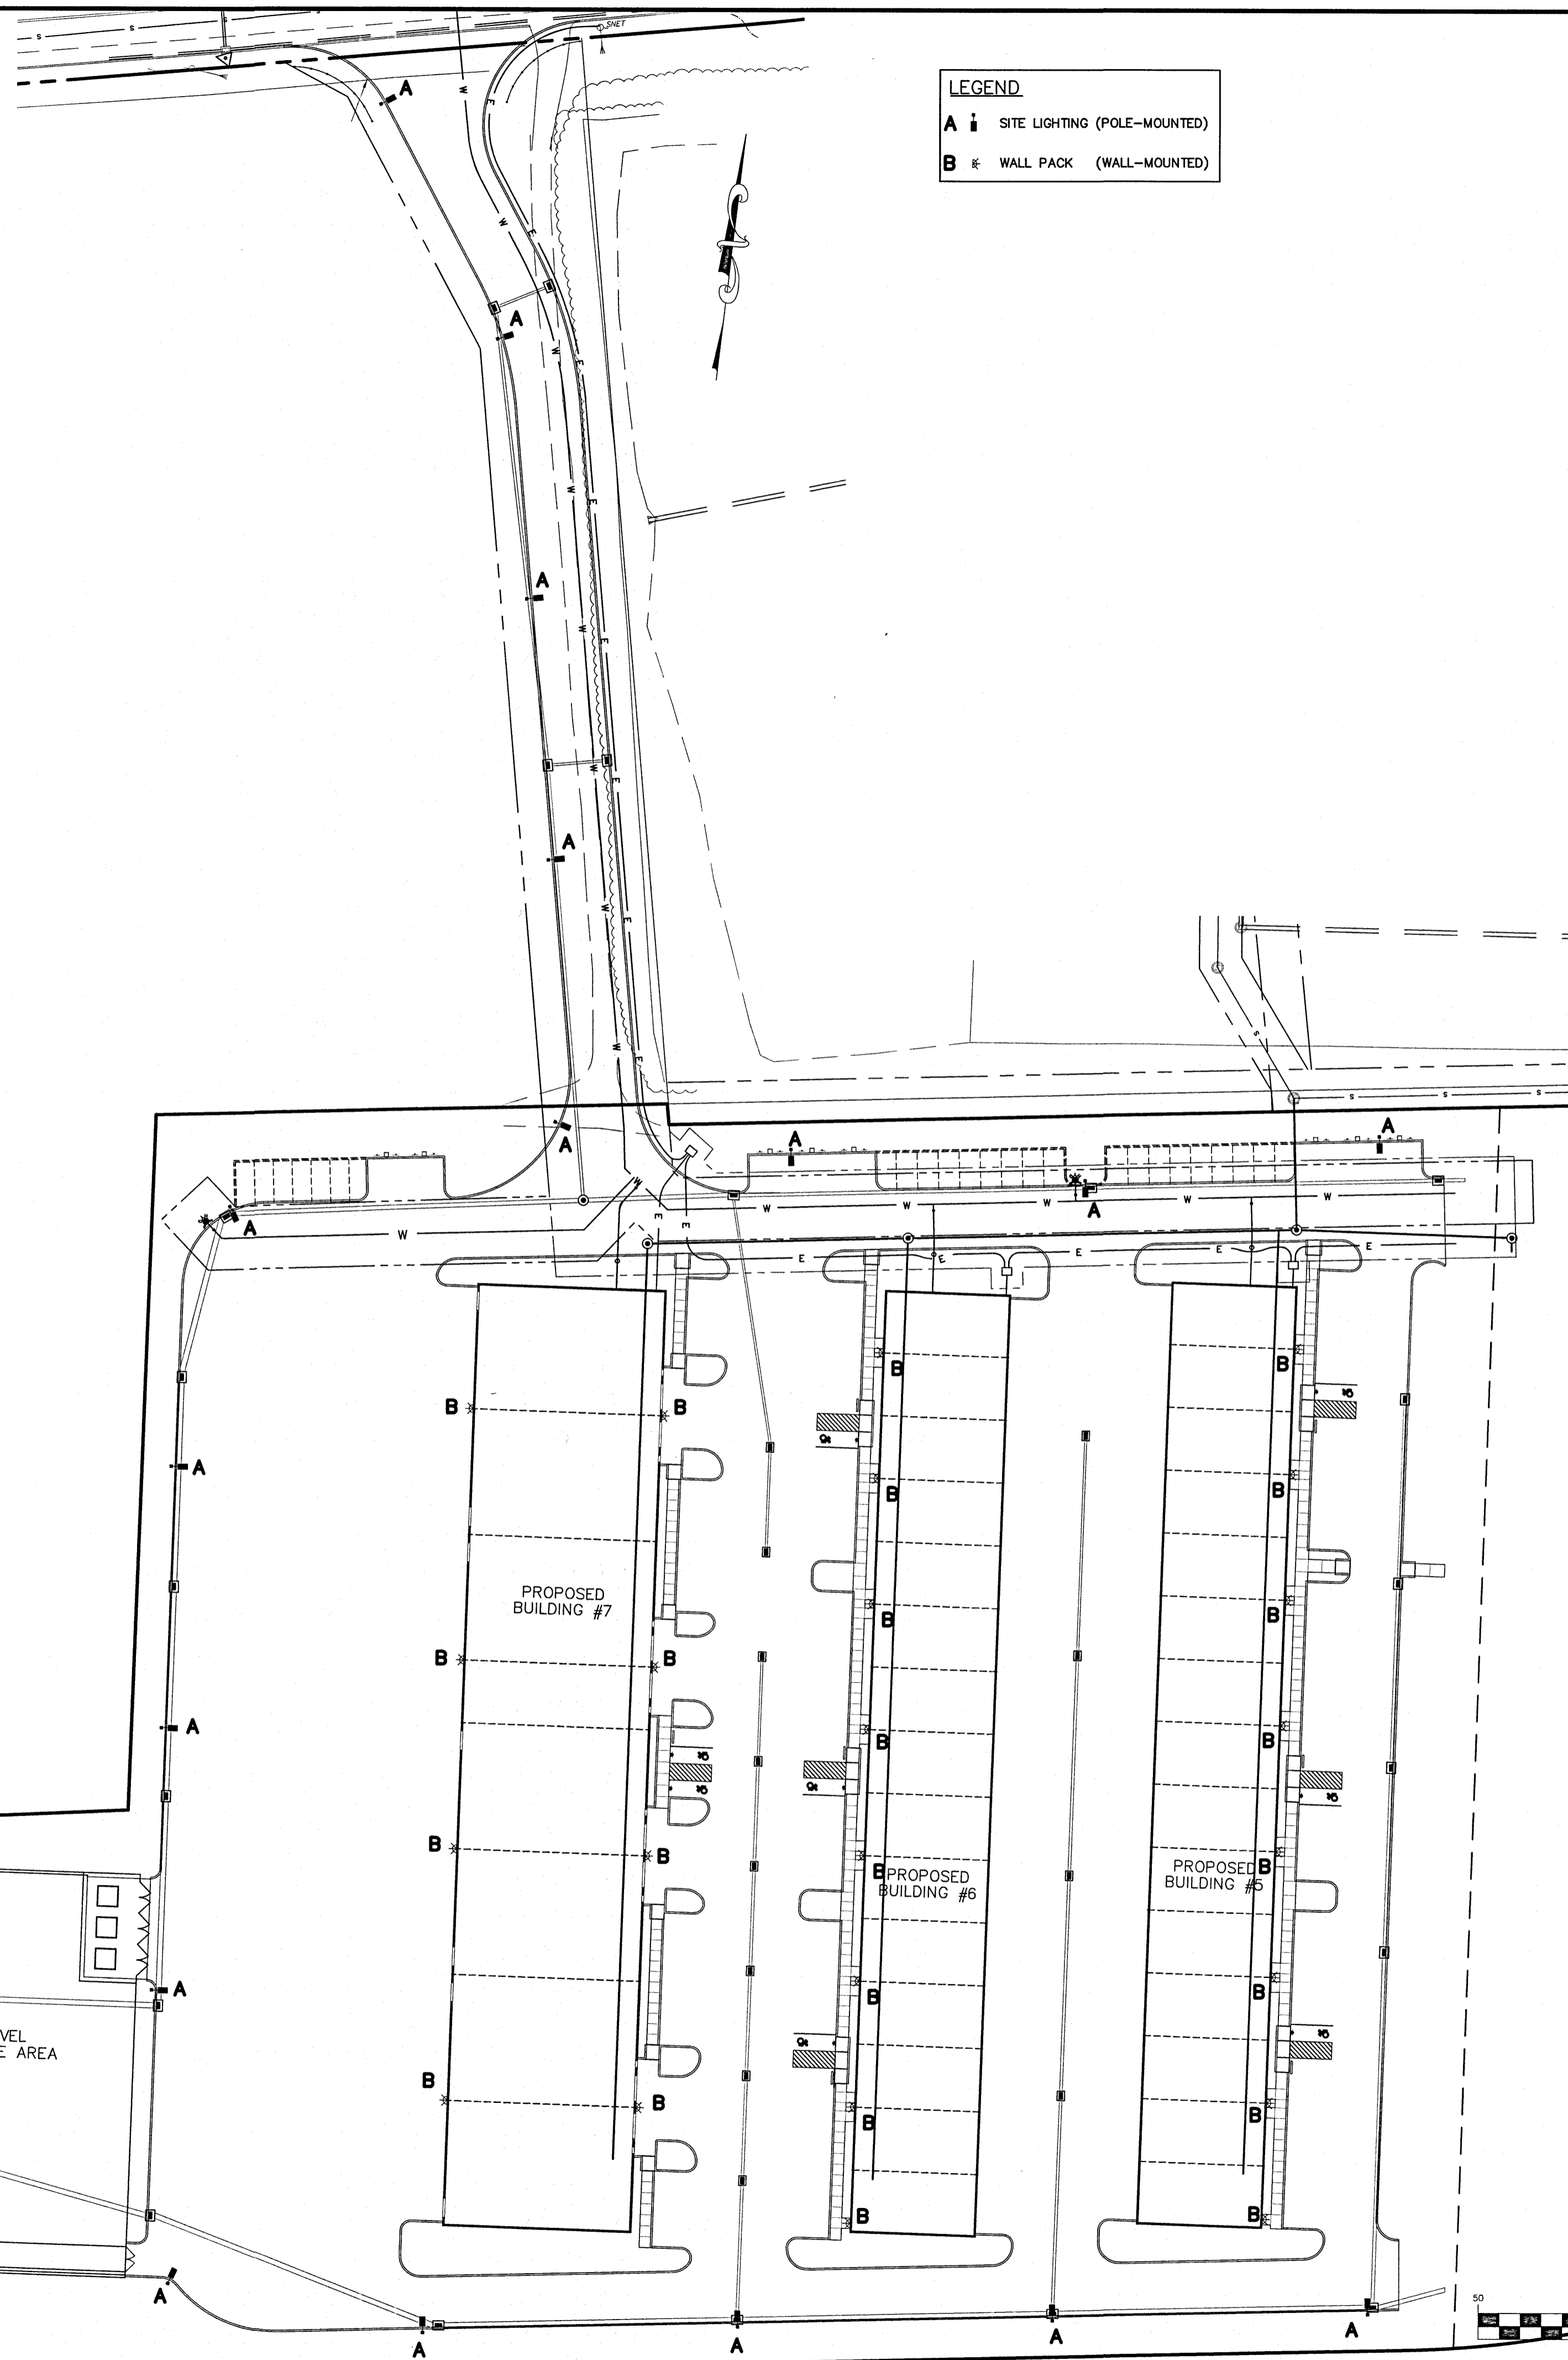 S S S
SNET
LEGEND
A SITE LIGHTING (POLE-MOUNTED)
B WALL PACK (WALL-MOUNTED)
A
W E
W E
A
W E
W E
A
W E
W E
A
W E
W E
S
S S S
A A A
W E
A A
W W W W W W
E E E E E
B B B B
A B B
PROPOSED
BUILDING #7
B B
B B
A B B
B B
PROPOSED
BUILDING #6
PROPOSED
BUILDING #5
B B
A B B
VEL
E AREA
B B
B B
B B
A
A A A A
50